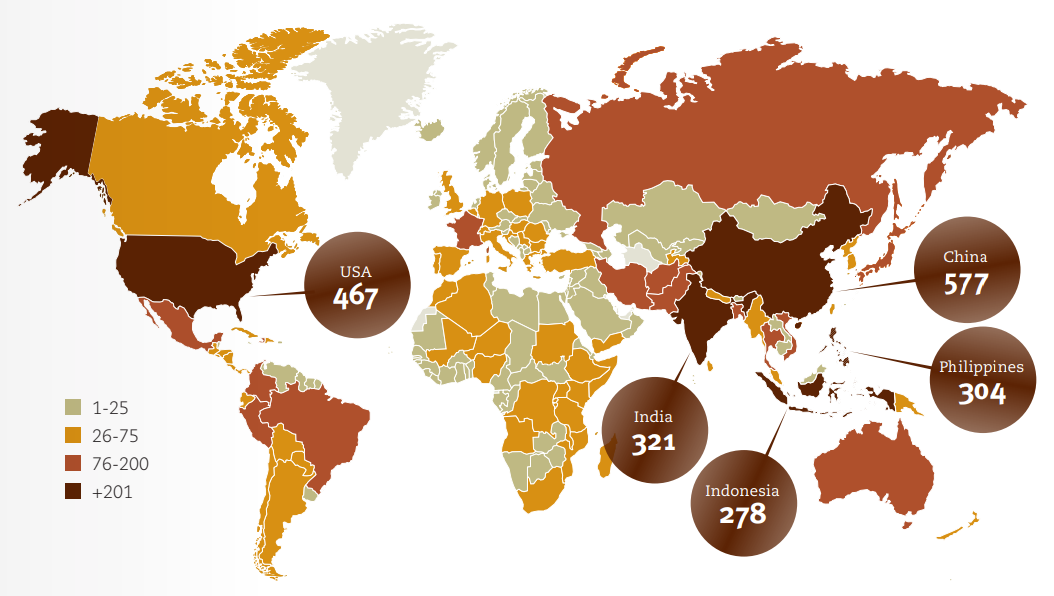 USA
467
China
577
Philippines
304
India
321
Indonesia
278
1-25
26-75
76-200
+201